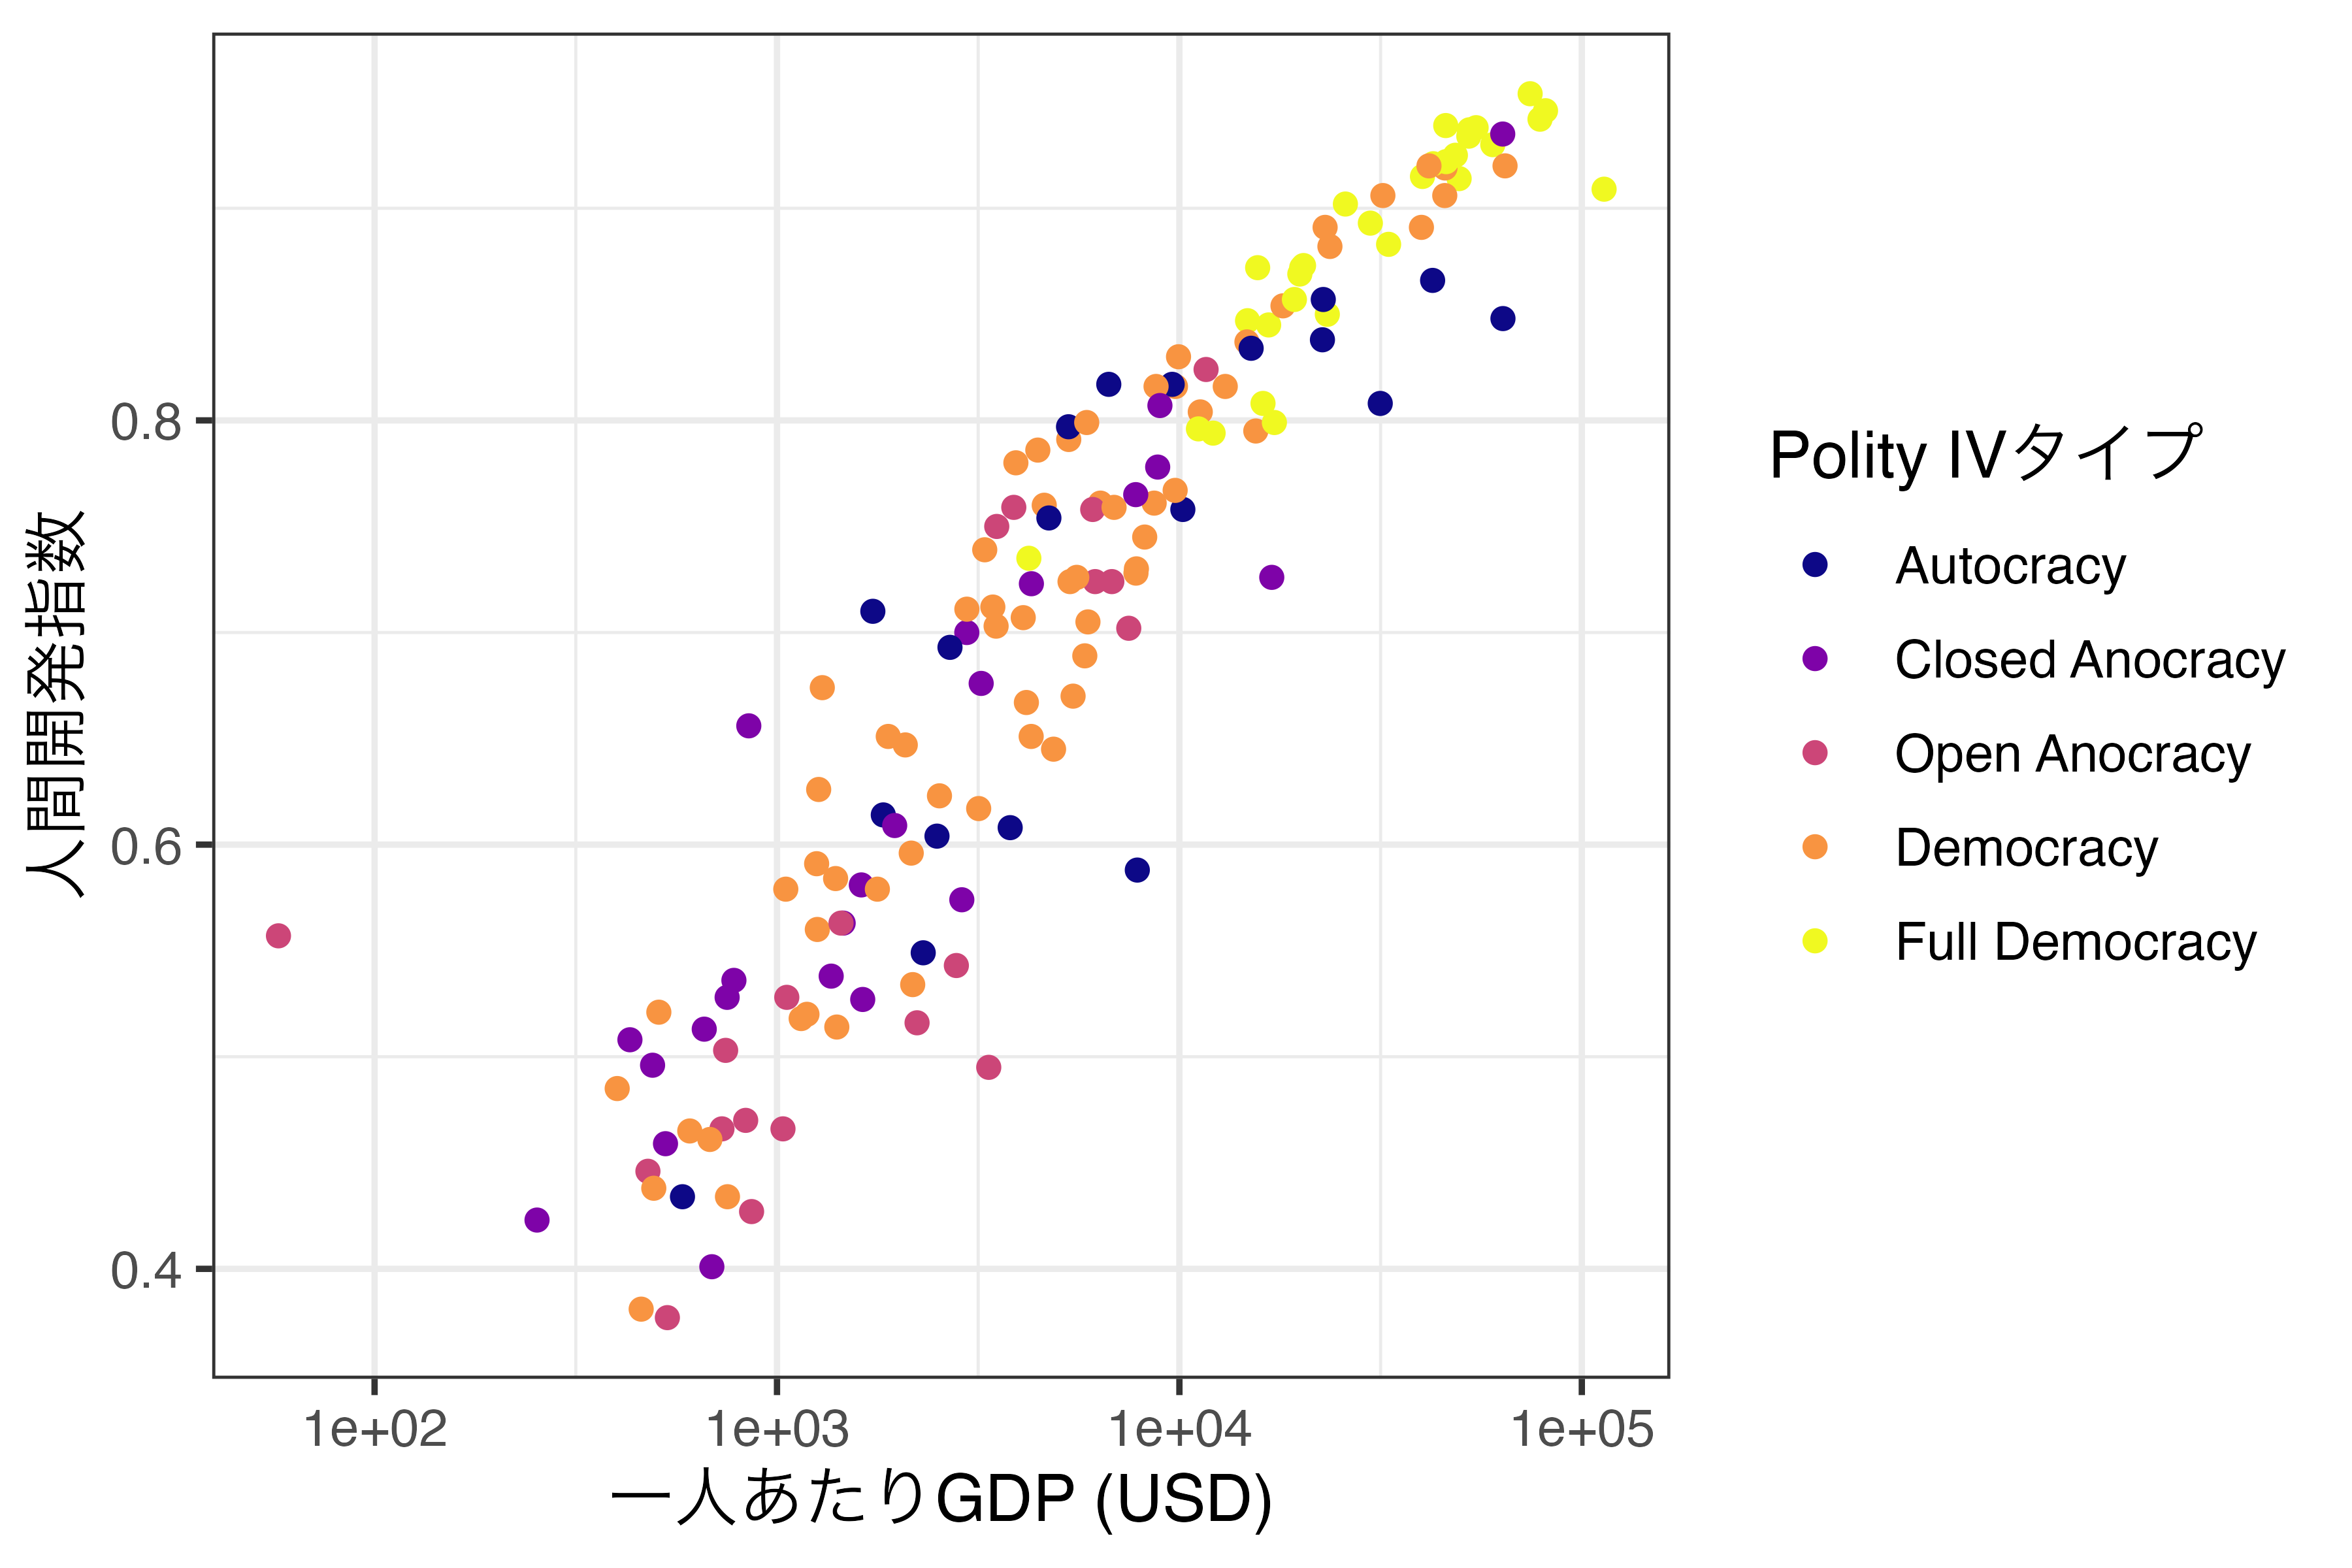 人間開発指数
0.8
0.6
0.4
1e+02 1e+03 1e+04 1e+05
一人あたりGDP (USD)
Polity IVタイプ
Autocracy
Closed Anocracy
Open Anocracy
Democracy
Full Democracy